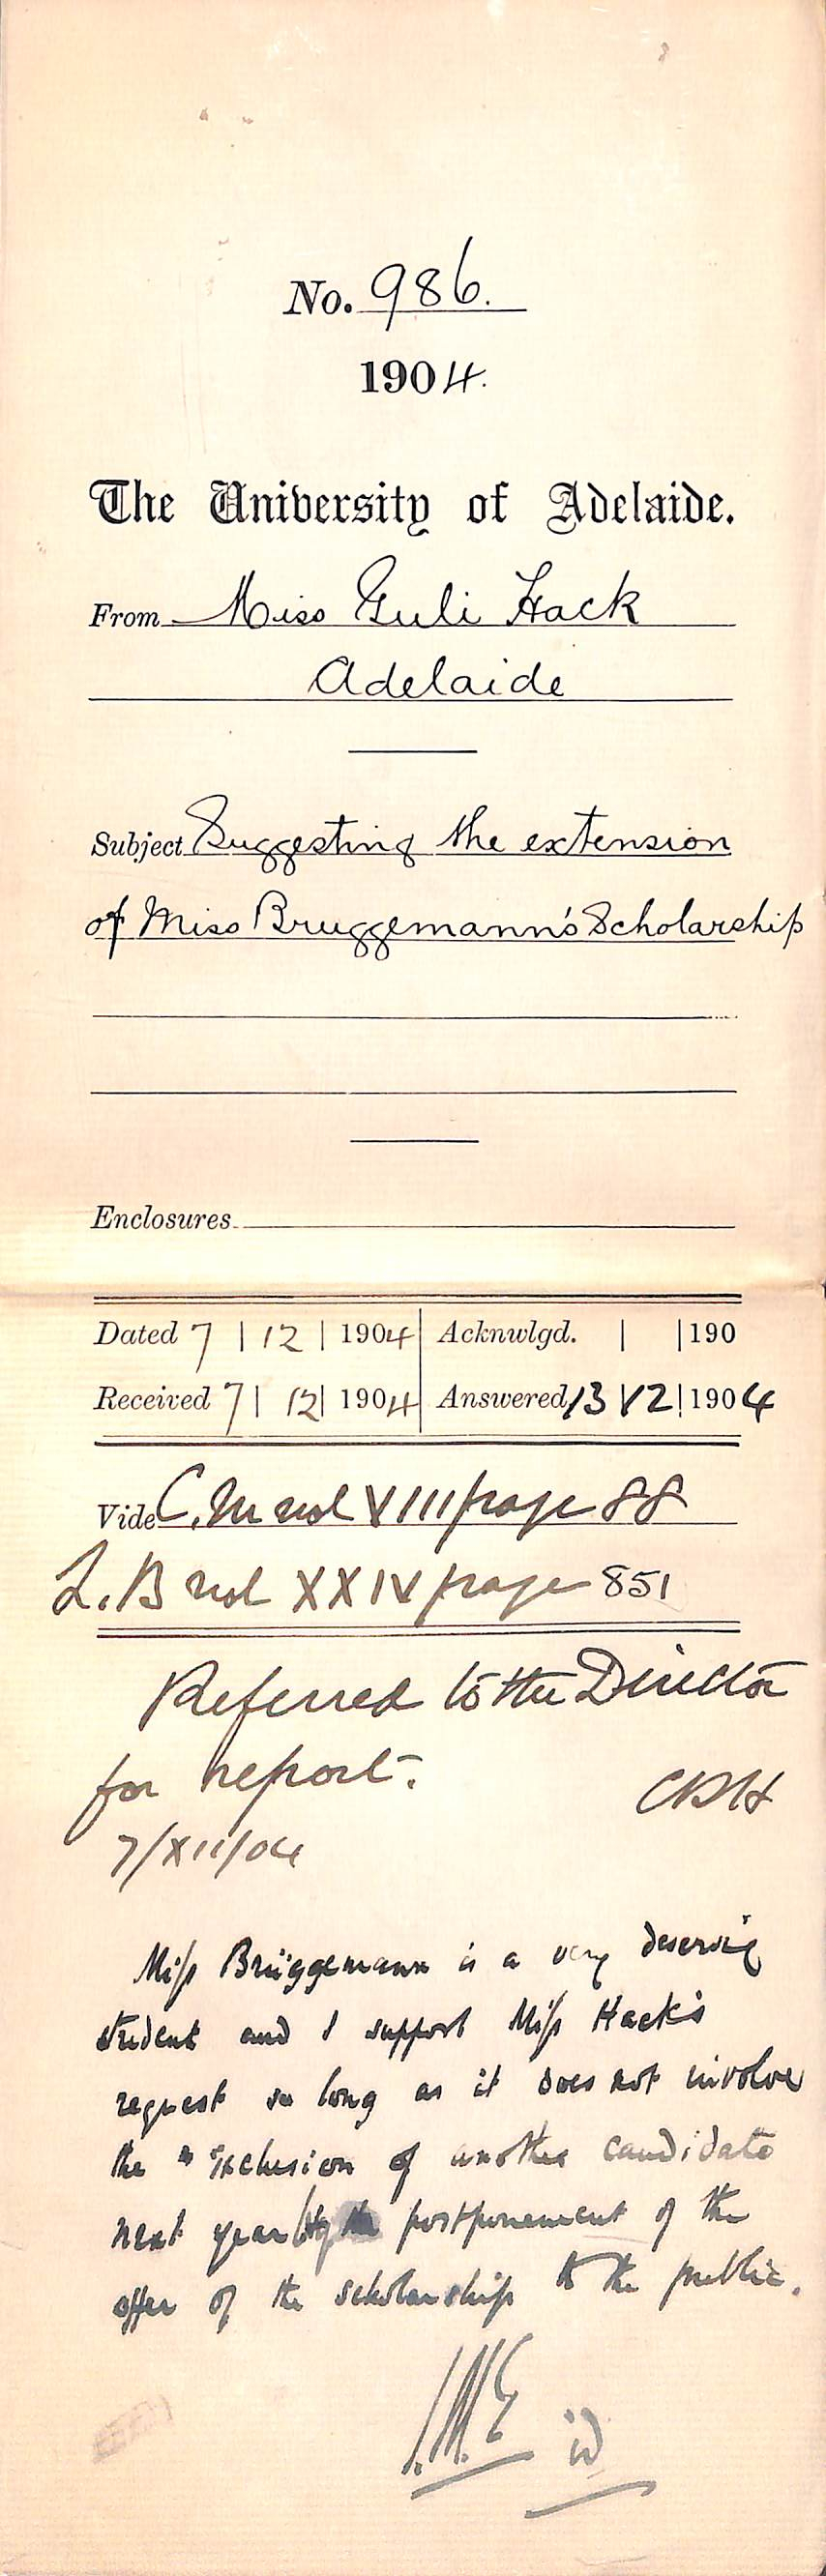 No. 986.
1904.
The University of Adelaide.
From Miss Guli Hack
Adelaide
Subject Suggesting the extension
of Miss Bruggemann's Scholarship
Enclosures
Dated 7 | 12 | 1904 Acknwlgd. | | 190
Received 7 | 12 | 1904 Answered 13 | 12 | 1904
Vide C. M vol XVIII page 88
L. B vol XXIV page 851
Referred to the Director
for report.
CRH
7/XII/04
Miss Brüggemann is a very deserving
student and I support Miss Hack's
request so long as it does not involve
the exclusion of another candidate
next year by the postponement of the
offer of the scholarship to the public.